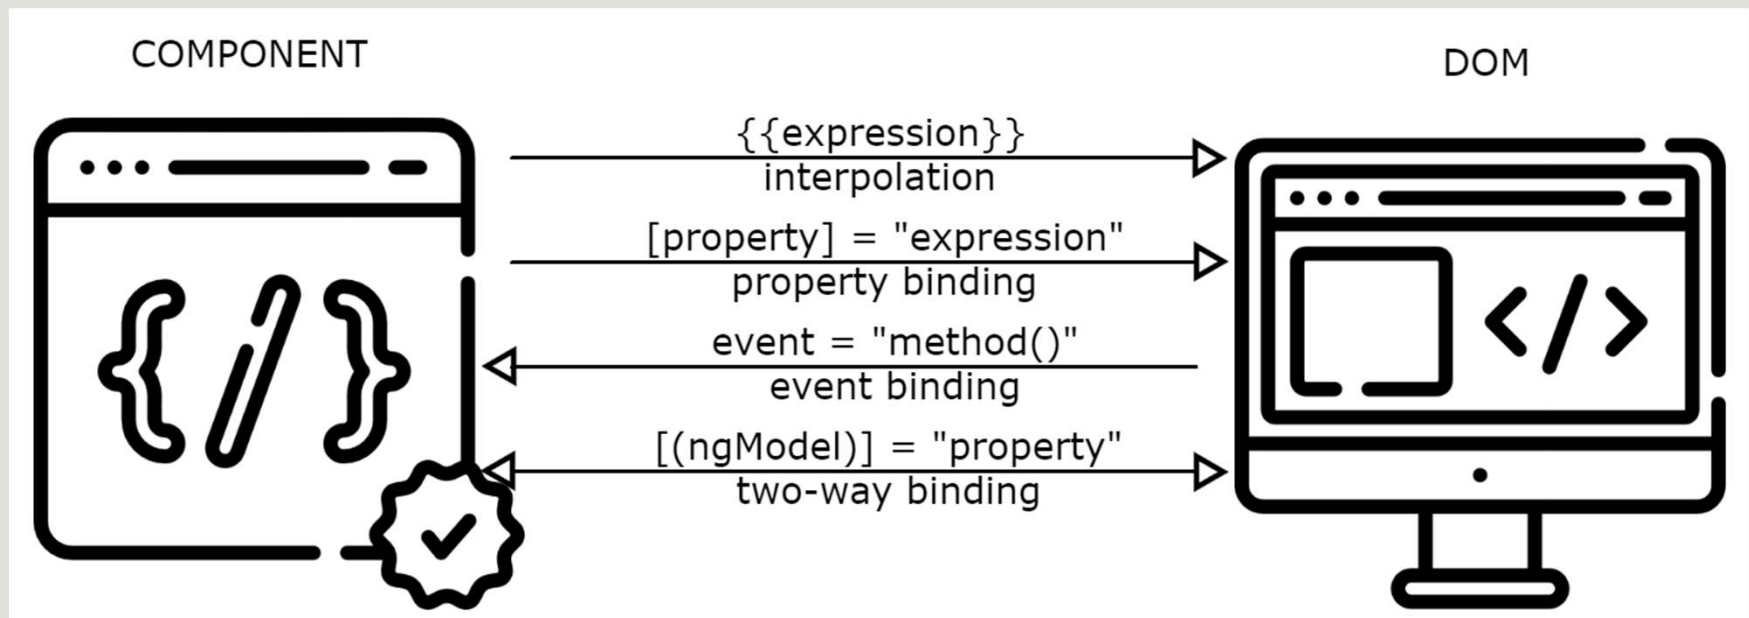 COMPONENT
DOM
{{expression}}
interpolation
[property] = "expression"
property binding
event = "method()"
event binding
[(ngModel)] = "property"
two-way binding